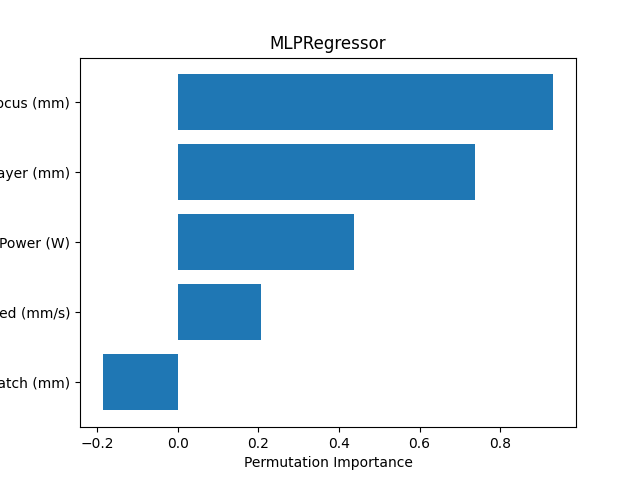 MLPRegressor
ocus (mm)
ayer (mm)
Power (W)
ed (mm/s)
atch (mm)
−0.2 0.0 0.2 0.4 0.6 0.8
Permutation Importance